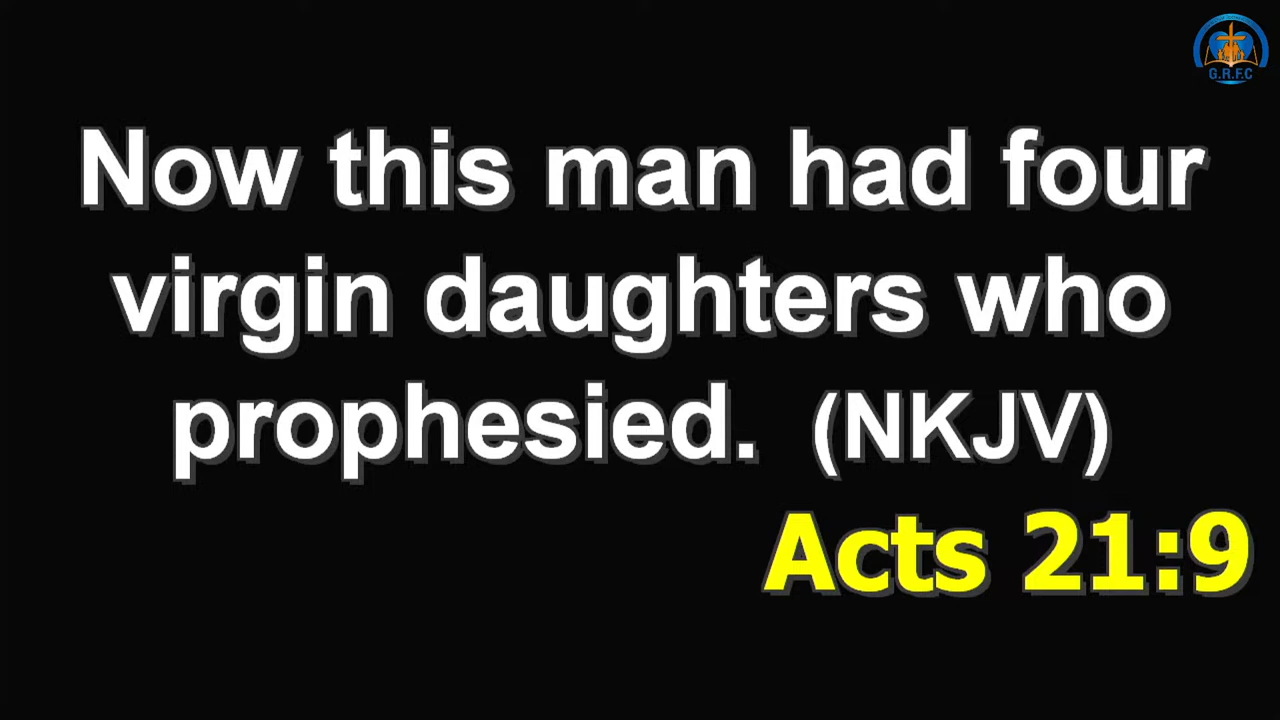 G.R.F.C
Now this man had four
virgin daughters who
prophesied. (NKJV)
Acts 21:9